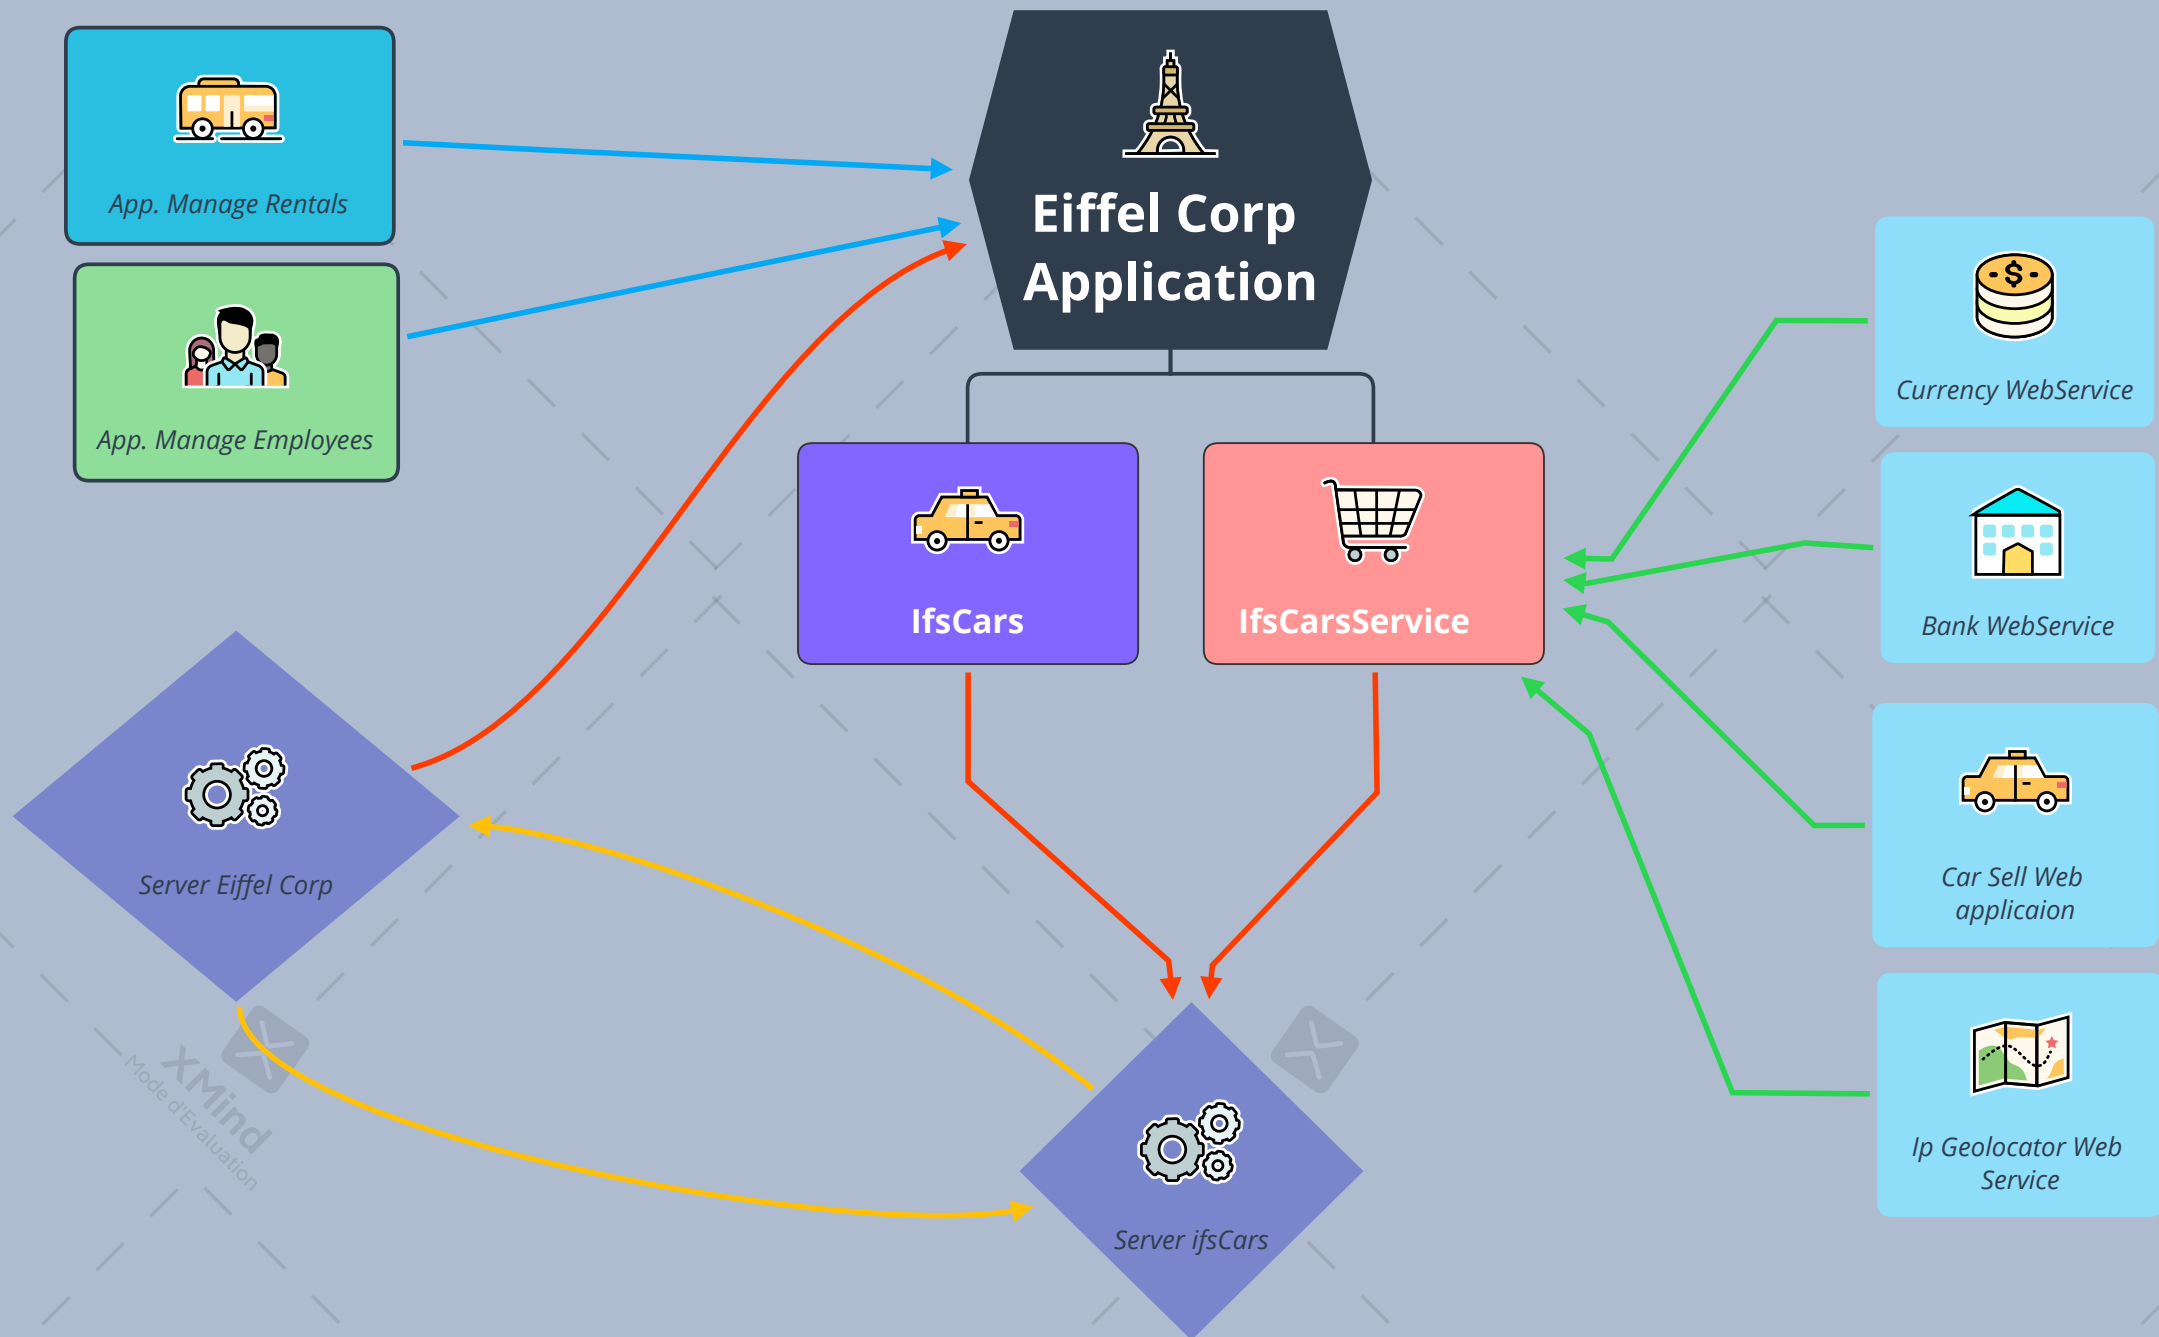 App. Manage Rentals
App. Manage Employees
Eiffel Corp
Application
$
IfsCars
IfsCarsService
Currency WebService
Bank WebService
Car Sell Web
applicaion
Ip Geolocator Web
Service
Server Eiffel Corp
Server ifsCars
XMind
Mode d'Evaluation